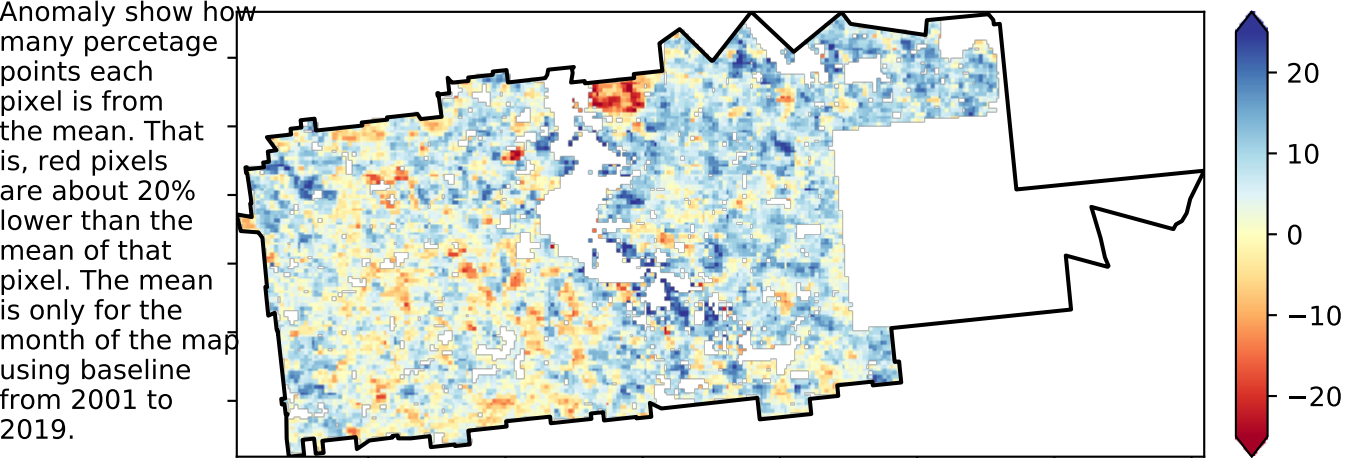 Anomaly show how
many percetage
points each
pixel is from
the mean. That
is, red pixels
are about 20%
lower than the
mean of that
pixel. The mean
is only for the
month of the map
using baseline
from 2001 to
2019.
20
10
0
−10
−20